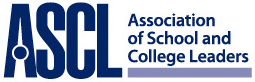 ASCL
Association
of School and
College Leaders